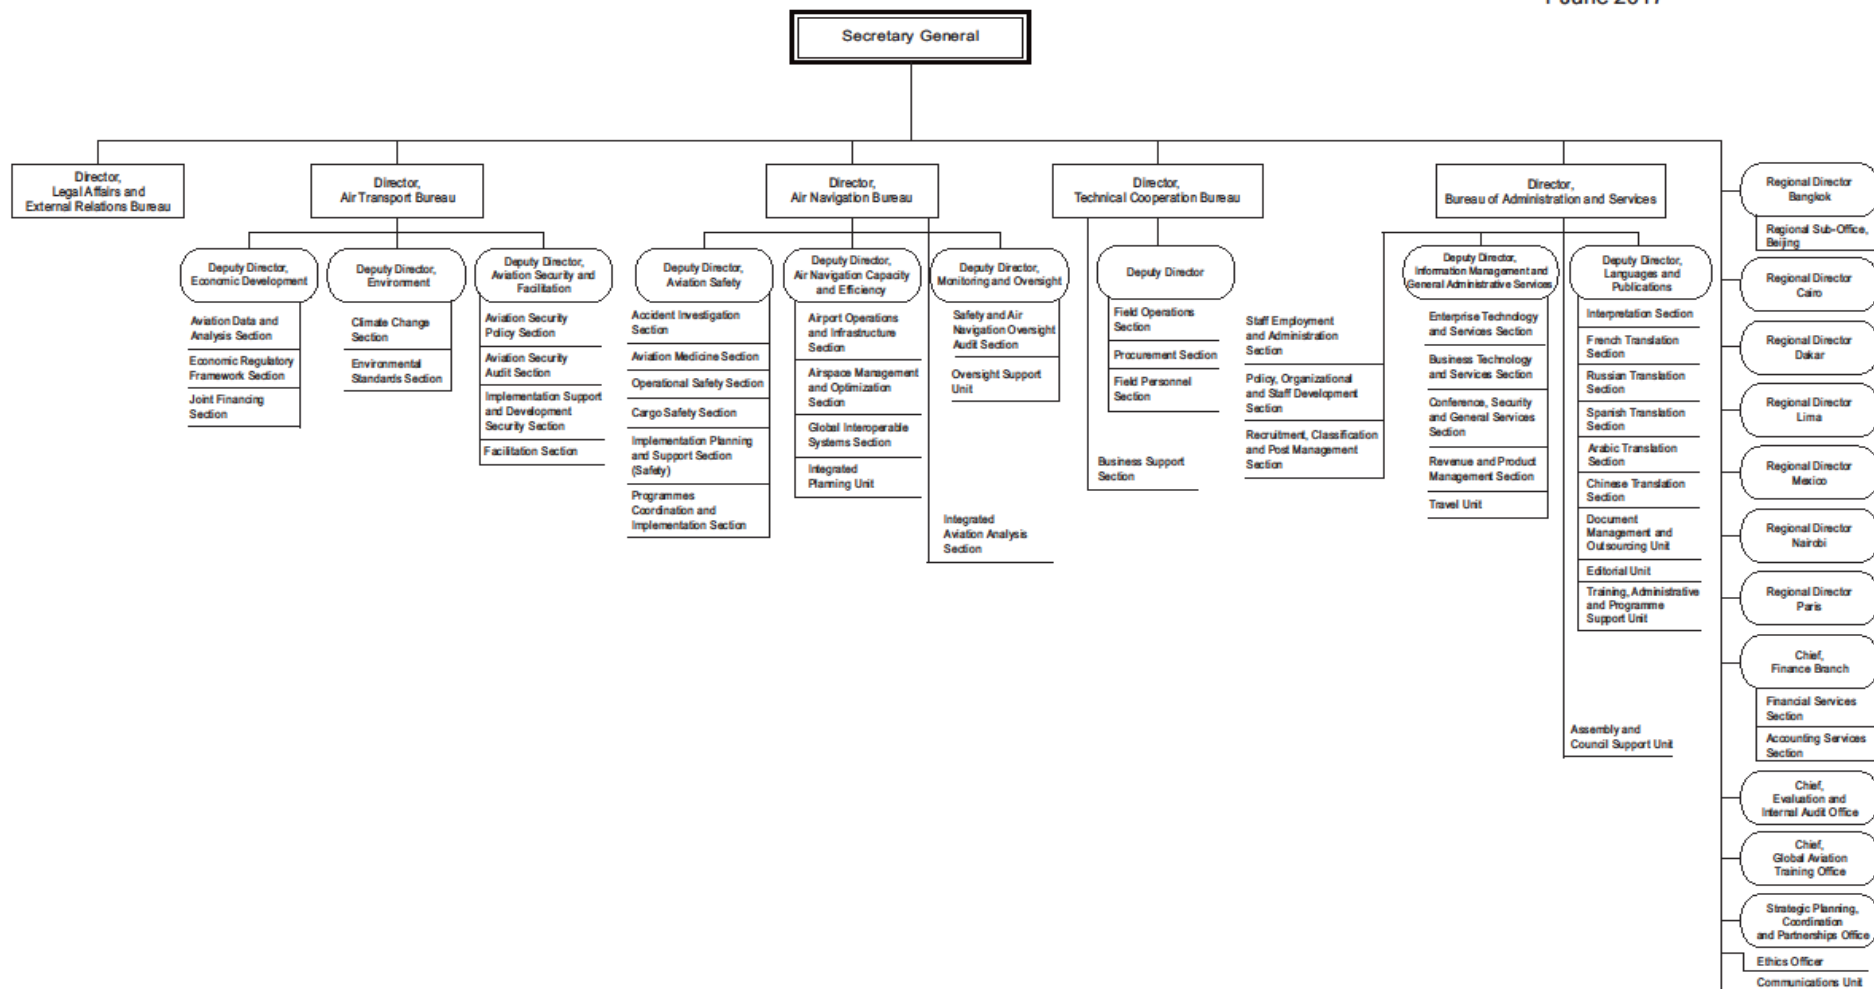 1 June 2017
Secretary General
Director,
Legal Affairs and
External Relations Bureau
Director,
Air Transport Bureau
Director,
Air Navigation Bureau
Director,
Technical Cooperation Bureau
Director,
Bureau of Administration and Services
Deputy Director,
Economic Development
Aviation Data and
Analysis Section
Economic Regulatory
Framework Section
Joint Financing
Section
Deputy Director,
Environment
Climate Change
Section
Environmental
Standards Section
Deputy Director,
Aviation Security and
Facilitation
Aviation Security
Policy Section
Aviation Security
Audit Section
Implementation Support
and Development
Security Section
Facilitation Section
Deputy Director,
Aviation Safety
Accident Investigation
Section
Aviation Medicine Section
Operational Safety Section
Cargo Safety Section
Implementation Planning
and Support Section
(Safety)
Programmes
Coordination and
Implementation Section
Deputy Director,
Air Navigation Capacity
and Efficiency
Airport Operations
and Infrastructure
Section
Airspace Management
and Optimization
Section
Global Interoperable
Systems Section
Integrated
Planning Unit
Deputy Director,
Monitoring and Oversight
Safety and Air
Navigation Oversight
Audit Section
Oversight Support
Unit
Integrated
Aviation Analysis
Section
Deputy Director
Field Operations
Section
Procurement Section
Field Personnel
Section
Business Support
Section
Staff Employment
and Administration
Section
Policy, Organizational
and Staff Development
Section
Recruitment, Classification
and Post Management
Section
Deputy Director,
Information Management and
General Administrative Services
Enterprise Technology
and Services Section
Business Technology
and Services Section
Conference, Security
and General Services
Section
Revenue and Product
Management Section
Travel Unit
Deputy Director,
Languages and
Publications
Interpretation Section
French Translation
Section
Russian Translation
Section
Spanish Translation
Section
Arabic Translation
Section
Chinese Translation
Section
Document
Management and
Outsourcing Unit
Editorial Unit
Training, Administrative
and Programme
Support Unit
Assembly and
Council Support Unit
Regional Director
Bangkok
Regional Sub-Office,
Beijing
Regional Director
Cairo
Regional Director
Dakar
Regional Director
Lima
Regional Director
Mexico
Regional Director
Nairobi
Regional Director
Paris
Chief,
Finance Branch
Financial Services
Section
Accounting Services
Section
Chief,
Evaluation and
Internal Audit Office
Chief,
Global Aviation
Training Office
Strategic Planning,
Coordination
and Partnerships Office
Ethics Officer
Communications Unit